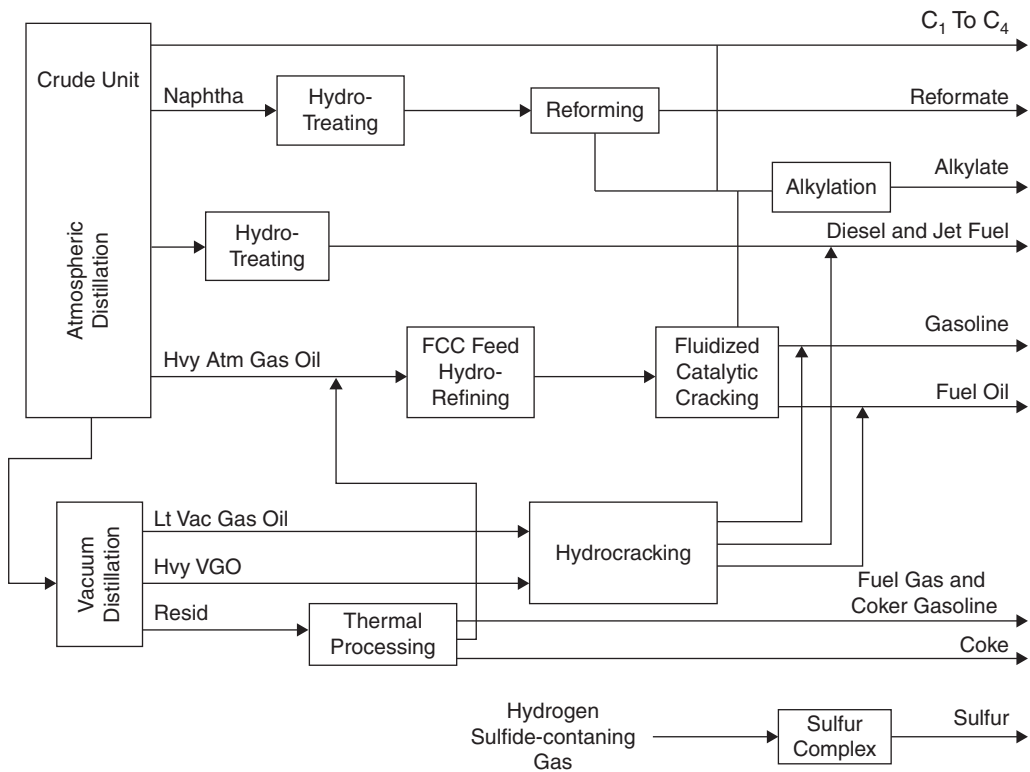 C₁ To C₄
Crude Unit
Naphtha
Hydro-
Treating
Reforming
Reformate
Alkylation
Alkylate
Atmospheric
Distillation
Hydro-
Treating
Diesel and Jet Fuel
Hvy Atm Gas Oil
FCC Feed
Hydro-
Refining
Fluidized
Catalytic
Cracking
Gasoline
Fuel Oil
Vacuum
Distillation
Lt Vac Gas Oil
Hvy VGO
Resid
Hydrocracking
Thermal
Processing
Fuel Gas and
Coker Gasoline
Coke
Hydrogen
Sulfide-contaning
Gas
Sulfur
Complex
Sulfur